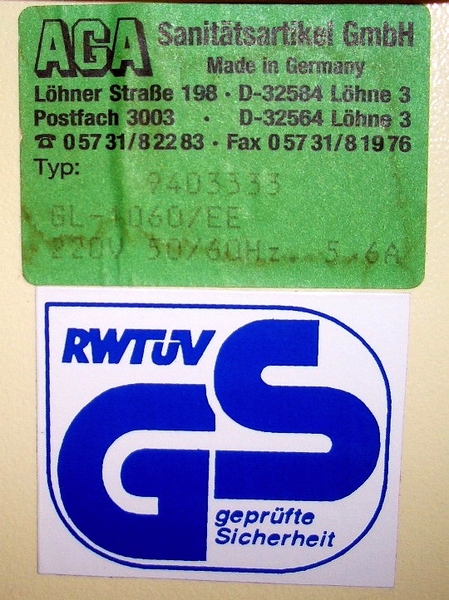 AGA Sanitätsartikel GmbH
Made in Germany
Löhner Straße 198 · D-32584 Löhne 3
Postfach 3003 · D-32564 Löhne 3
☎ 05731/82283 · Fax 05731/81976
Typ:
9403333
GL-1060/EE
220V 50/60Hz. 5.6A
RWTÜV
GS
geprüfte
Sicherheit